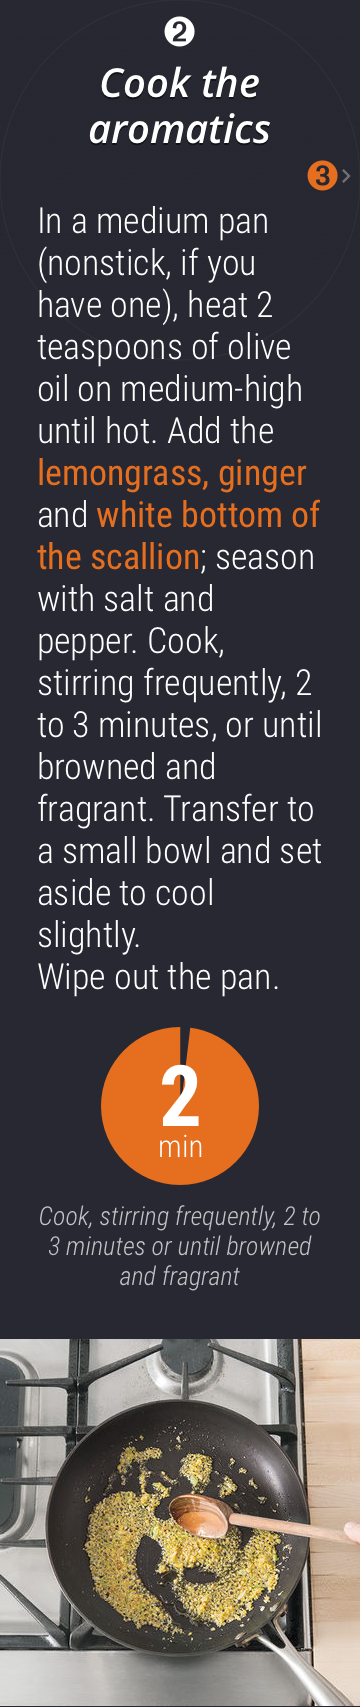 2
Cook the
aromatics
3
In a medium pan
(nonstick, if you
have one), heat 2
teaspoons of olive
oil on medium-high
until hot. Add the
lemongrass, ginger
and white bottom of
the scallion; season
with salt and
pepper. Cook,
stirring frequently, 2
to 3 minutes, or until
browned and
fragrant. Transfer to
a small bowl and set
aside to cool
slightly.
Wipe out the pan.
2
min
Cook, stirring frequently, 2 to
3 minutes or until browned
and fragrant